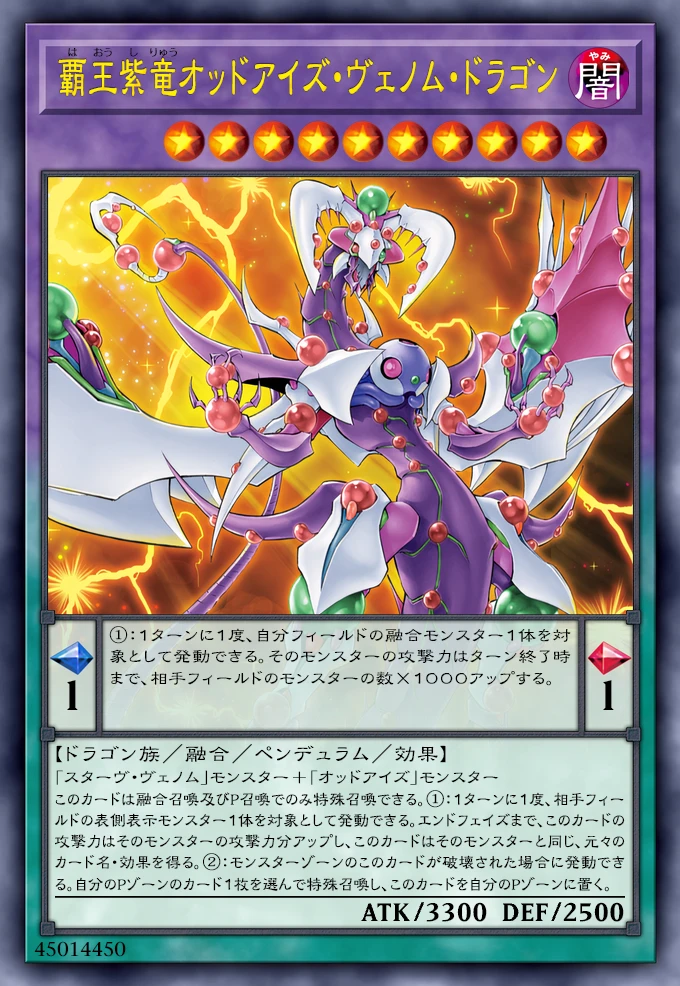 は おう し りゅう
覇王紫竜オッドアイズ・ヴェノム・ドラゴン
やみ
闇
①:1ターンに1度、自分フィールドの融合モンスター1体を対
象として発動できる。そのモンスターの攻撃力はターン終了時
まで、相手フィールドのモンスターの数×1000アップする。
1
1
【ドラゴン族/融合/ペンデュラム/効果】
「スターヴ・ヴェノム」モンスター+「オッドアイズ」モンスター
このカードは融合召喚及びP召喚でのみ特殊召喚できる。①:1ターンに1度、相手フィー
ルドの表側表示モンスター1体を対象として発動できる。エンドフェイズまで、このカードの
攻撃力はそのモンスターの攻撃力分アップし、このカードはそのモンスターと同じ、元々の
カード名・効果を得る。②:モンスターゾーンのこのカードが破壊された場合に発動でき
る。自分のPゾーンのカード1枚を選んで特殊召喚し、このカードを自分のPゾーンに置く。
ATK/3300 DEF/2500
45014450